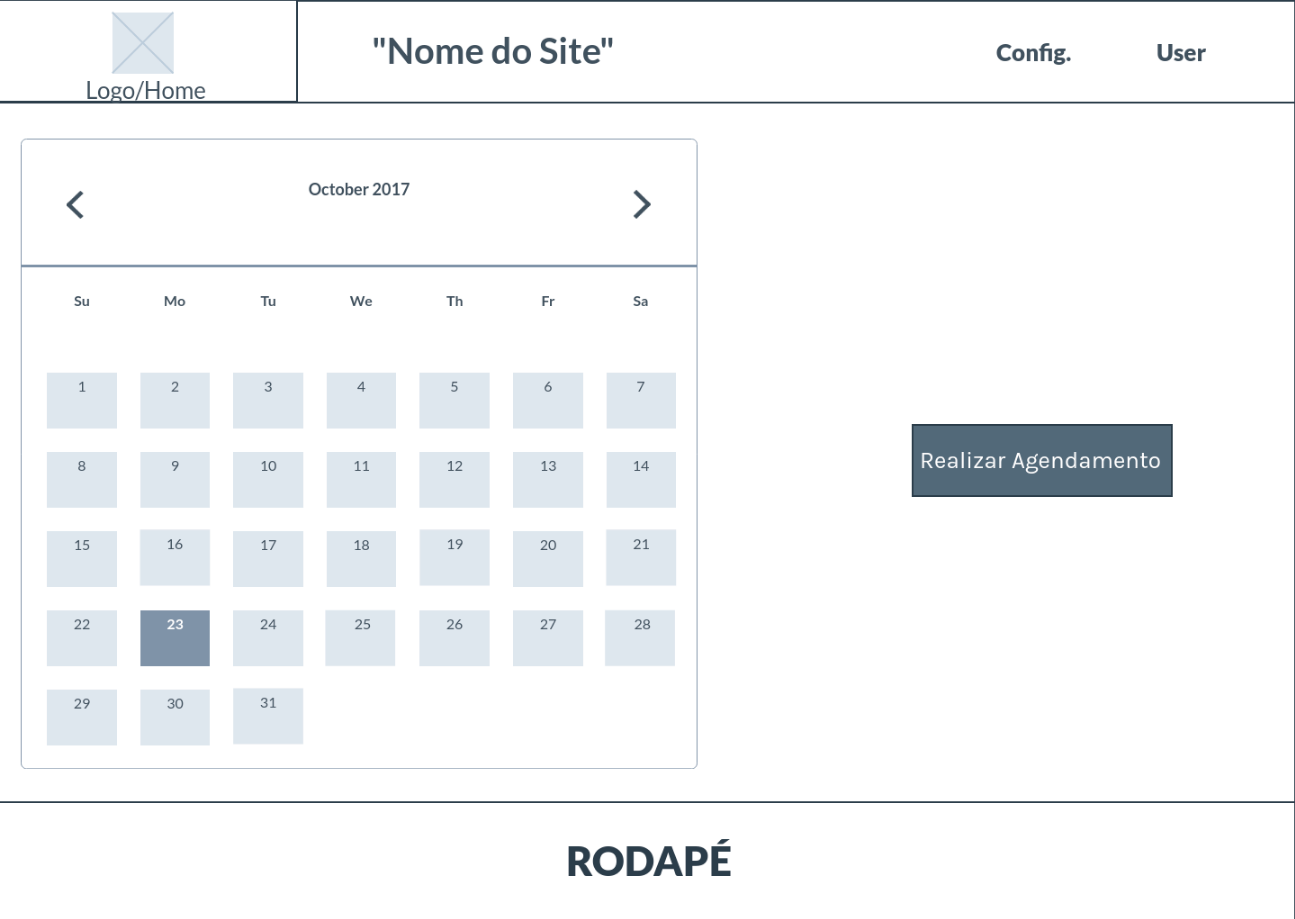 "Nome do Site"
Config.
User
Logo/Home
October 2017
Su Mo Tu We Th Fr Sa
1 2 3 4 5 6 7
8 9 10 11 12 13 14
15 16 17 18 19 20 21
22 23 24 25 26 27 28
29 30 31
Realizar Agendamento
RODAPÉ